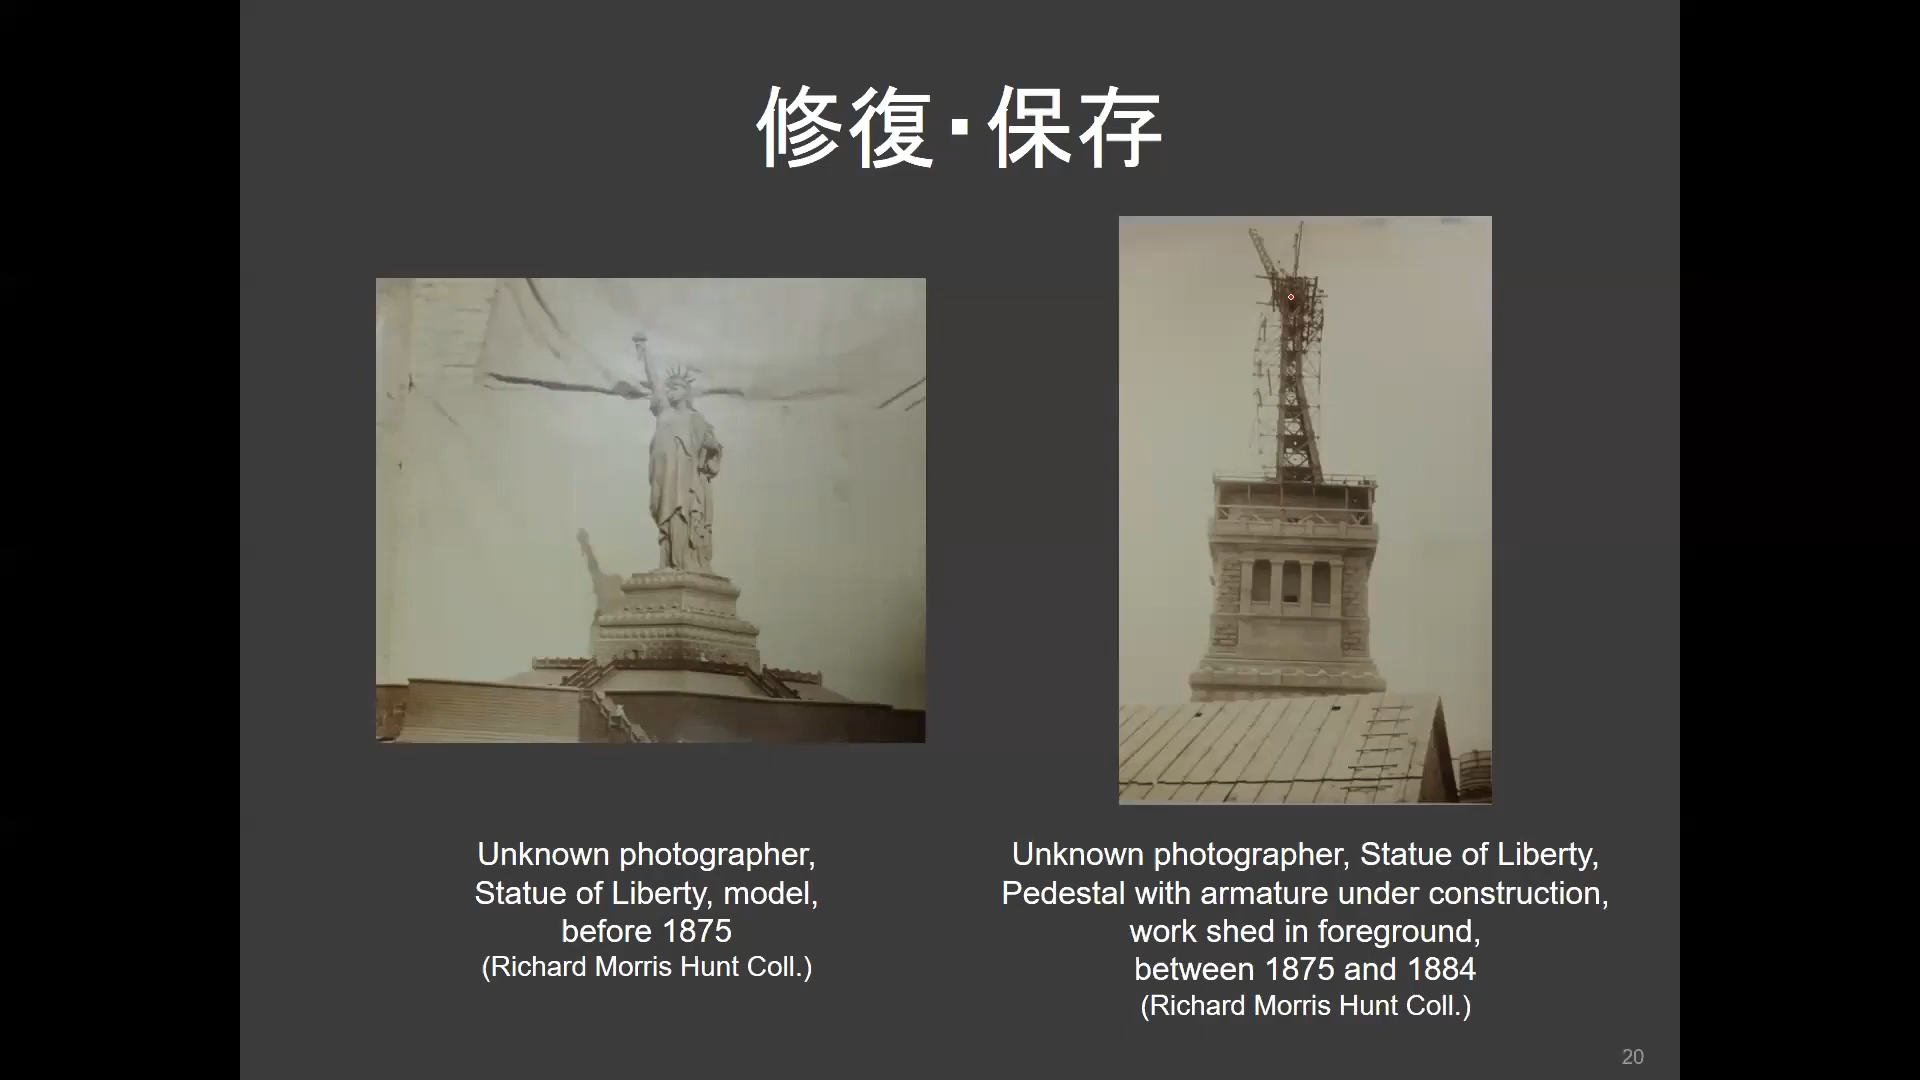 修復・保存
Unknown photographer,
Statue of Liberty, model,
before 1875
(Richard Morris Hunt Coll.)
Unknown photographer, Statue of Liberty,
Pedestal with armature under construction,
work shed in foreground,
between 1875 and 1884
(Richard Morris Hunt Coll.)
20